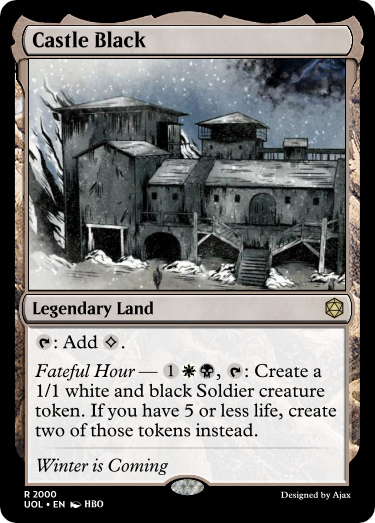 Castle Black
Legendary Land
: Add .
Fateful Hour — 1 , : Create a
1/1 white and black Soldier creature
token. If you have 5 or less life, create
two of those tokens instead.
Winter is Coming
R 2000
UOL • EN HBO
Designed by Ajax